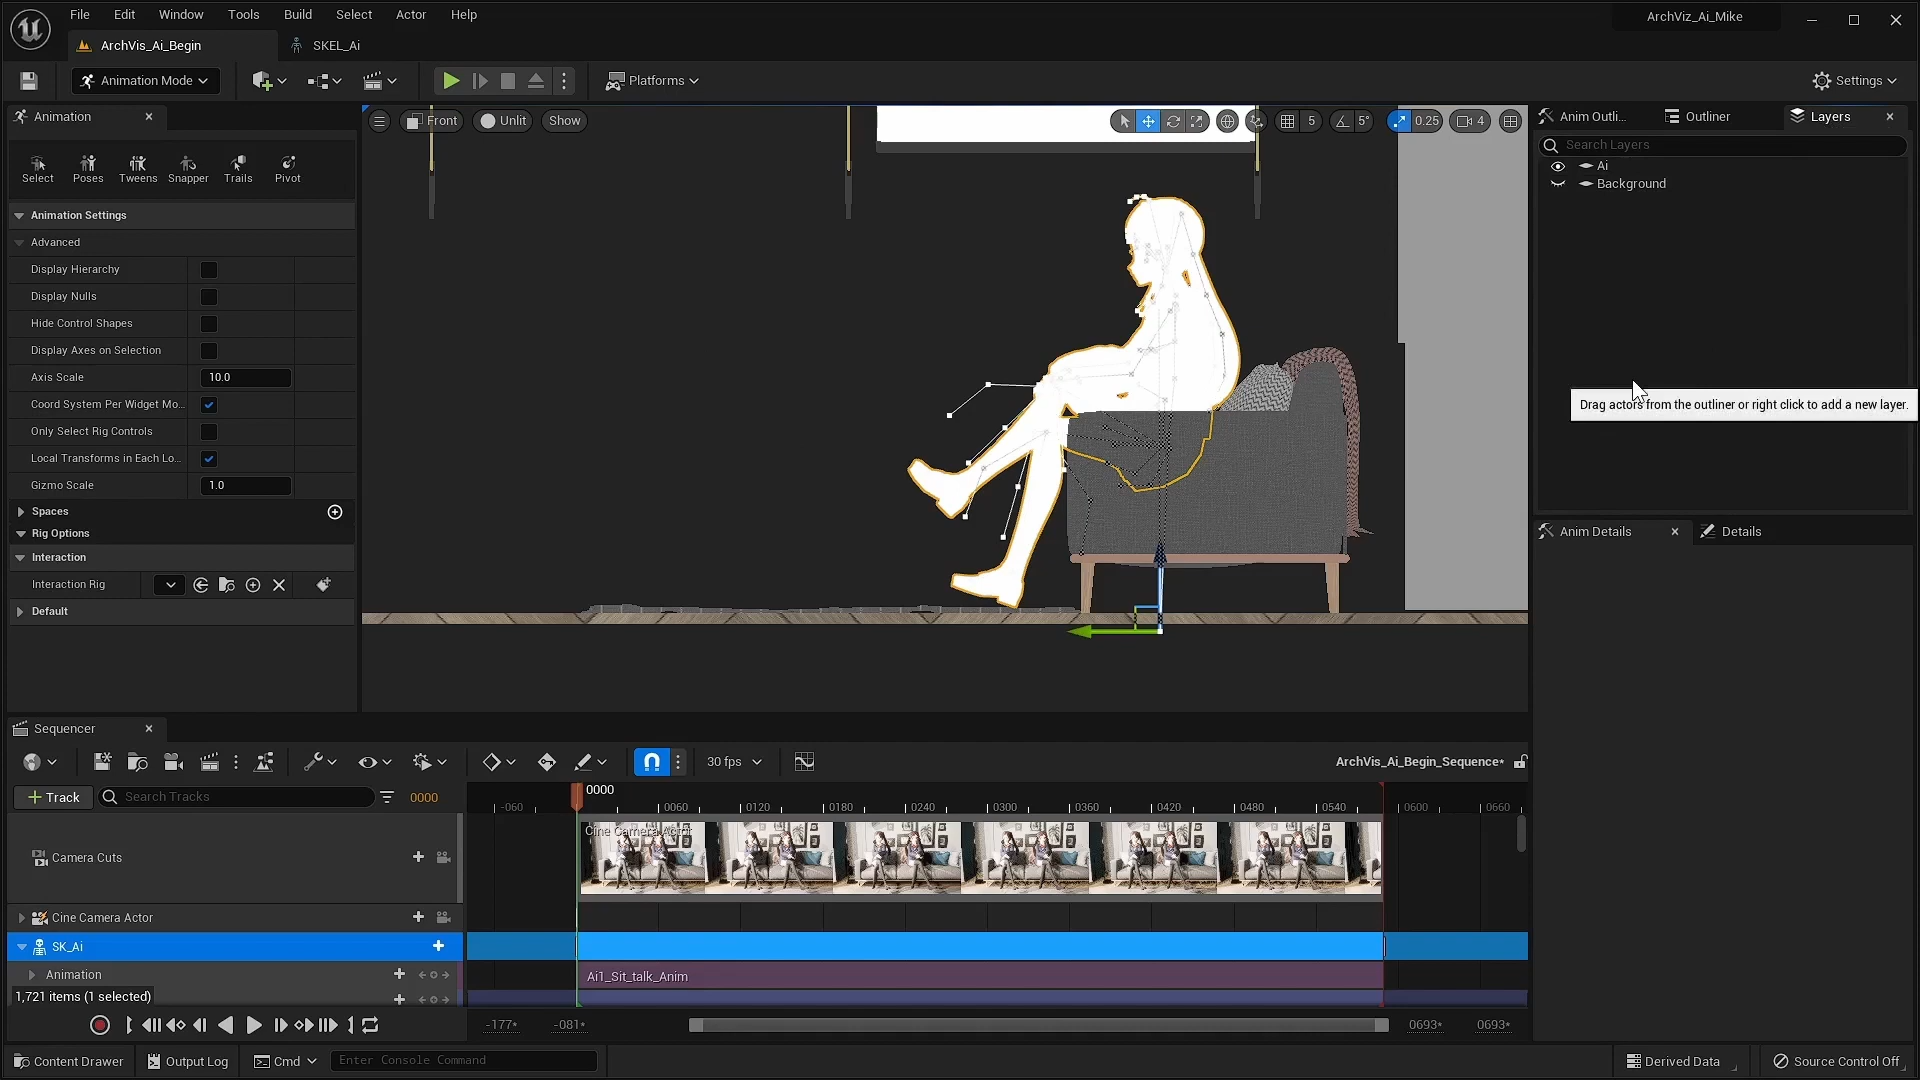 File Edit Window Tools Build Select Actor Help
ArchViz_Ai_Mike
ArchVis_Ai_Begin
SKEL_Ai
Animation Mode
Platforms
Settings
Animation
Front
Unlit
Show
5
5°
0.25
4
Anim Outli...
Outliner
Layers
Search Layers
Ai
Background
Select Poses Tweens Snapper Trails Pivot
Animation Settings
Advanced
Display Hierarchy
Display Nulls
Hide Control Shapes
Display Axes on Selection
Axis Scale 10.0
Coord System Per Widget Mo...
Only Select Rig Controls
Local Transforms in Each Lo...
Gizmo Scale 1.0
Spaces
Rig Options
Interaction
Interaction Rig
Default
Drag actors from the outliner or right click to add a new layer.
Anim Details
Details
Sequencer
30 fps
ArchVis_Ai_Begin_Sequence*
Track
Search Tracks
0000
0000
-060 0060 0120 0180 0240 0300 0360 0420 0480 0540 0600 0660
Cine Camera Actor
Camera Cuts
Cine Camera Actor
SK_Ai
Animation
Ai1_Sit_talk_Anim
1,721 items (1 selected)
-177* -081* 0693* 0693*
Content Drawer
Output Log
Cmd
Enter Console Command
Derived Data
Source Control Off